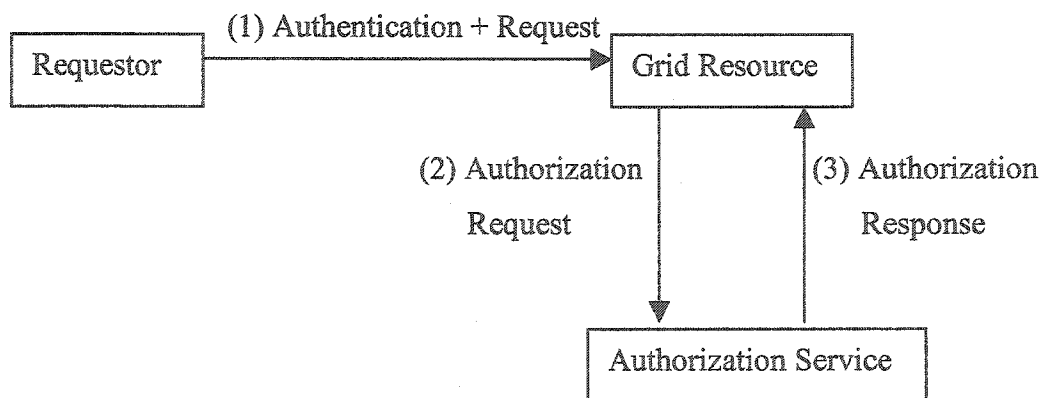 (1) Authentication + Request
Requestor
Grid Resource
(2) Authorization
Request
(3) Authorization
Response
Authorization Service